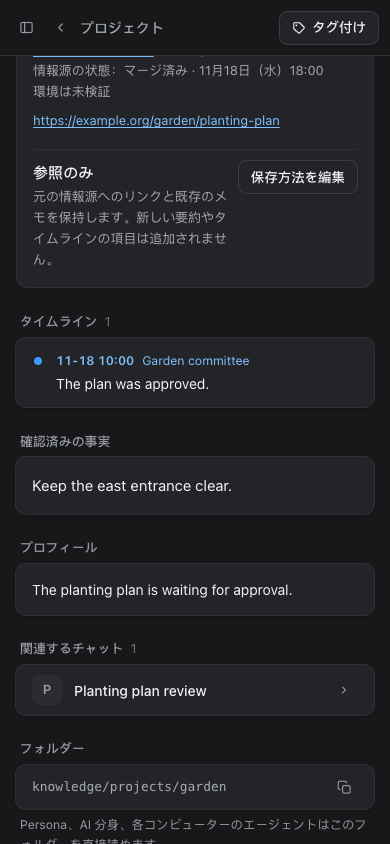 プロジェクト
タグ付け
情報源の状態: マージ済み · 11月18日（水）18:00
環境は未検証
https://example.org/garden/planting-plan
参照のみ
保存方法を編集
元の情報源へのリンクと既存のメ
モを保持します。新しい要約やタ
イムラインの項目は追加されませ
ん。
タイムライン 1
11-18 10:00 Garden committee
The plan was approved.
確認済みの事実
Keep the east entrance clear.
プロフィール
The planting plan is waiting for approval.
関連するチャット 1
P Planting plan review
フォルダー
knowledge/projects/garden
Persona、AI 分身、各コンピューターのエージェントはこのフ